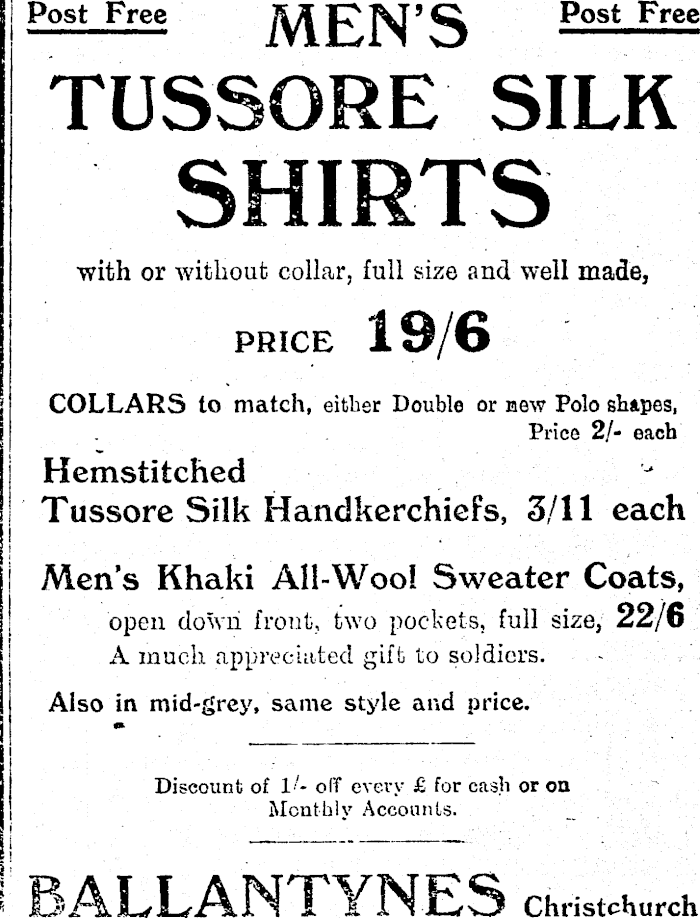 Post Free MEN'S Post Free
TUSSORE SILK
SHIRTS
with or without collar, full size and well made,
PRICE 19/6
COLLARS to match, either Double or new Polo shapes,
Price 2/- each
Hemstitched
Tussore Silk Handkerchiefs, 3/11 each
Men's Khaki All-Wool Sweater Coats,
open down front, two pockets, full size, 22/6
A much appreciated gift to soldiers.
Also in mid-grey, same style and price.
Discount of 1/- off every £ for cash or on
Monthly Accounts.
BALLANTYNES Christchurch